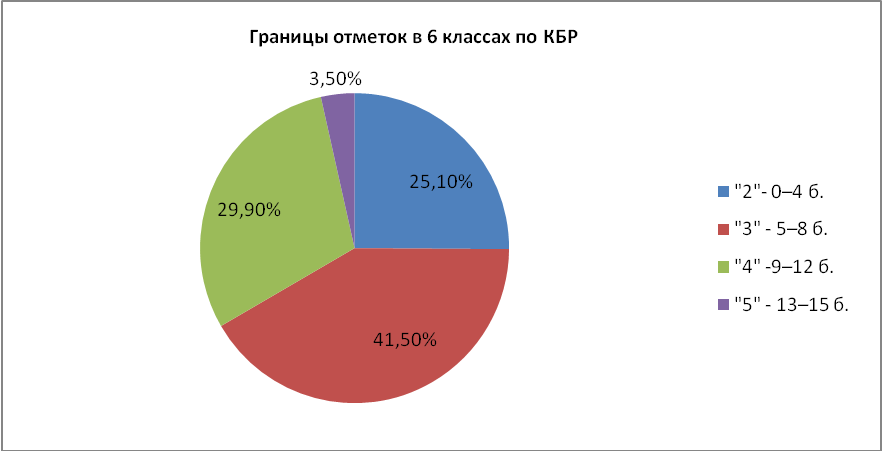 Границы отметок в 6 классах по КБР
3,50%
25,10%
29,90%
41,50%
"2"- 0–4 б.
"3" - 5–8 б.
"4" -9–12 б.
"5" - 13–15 б.